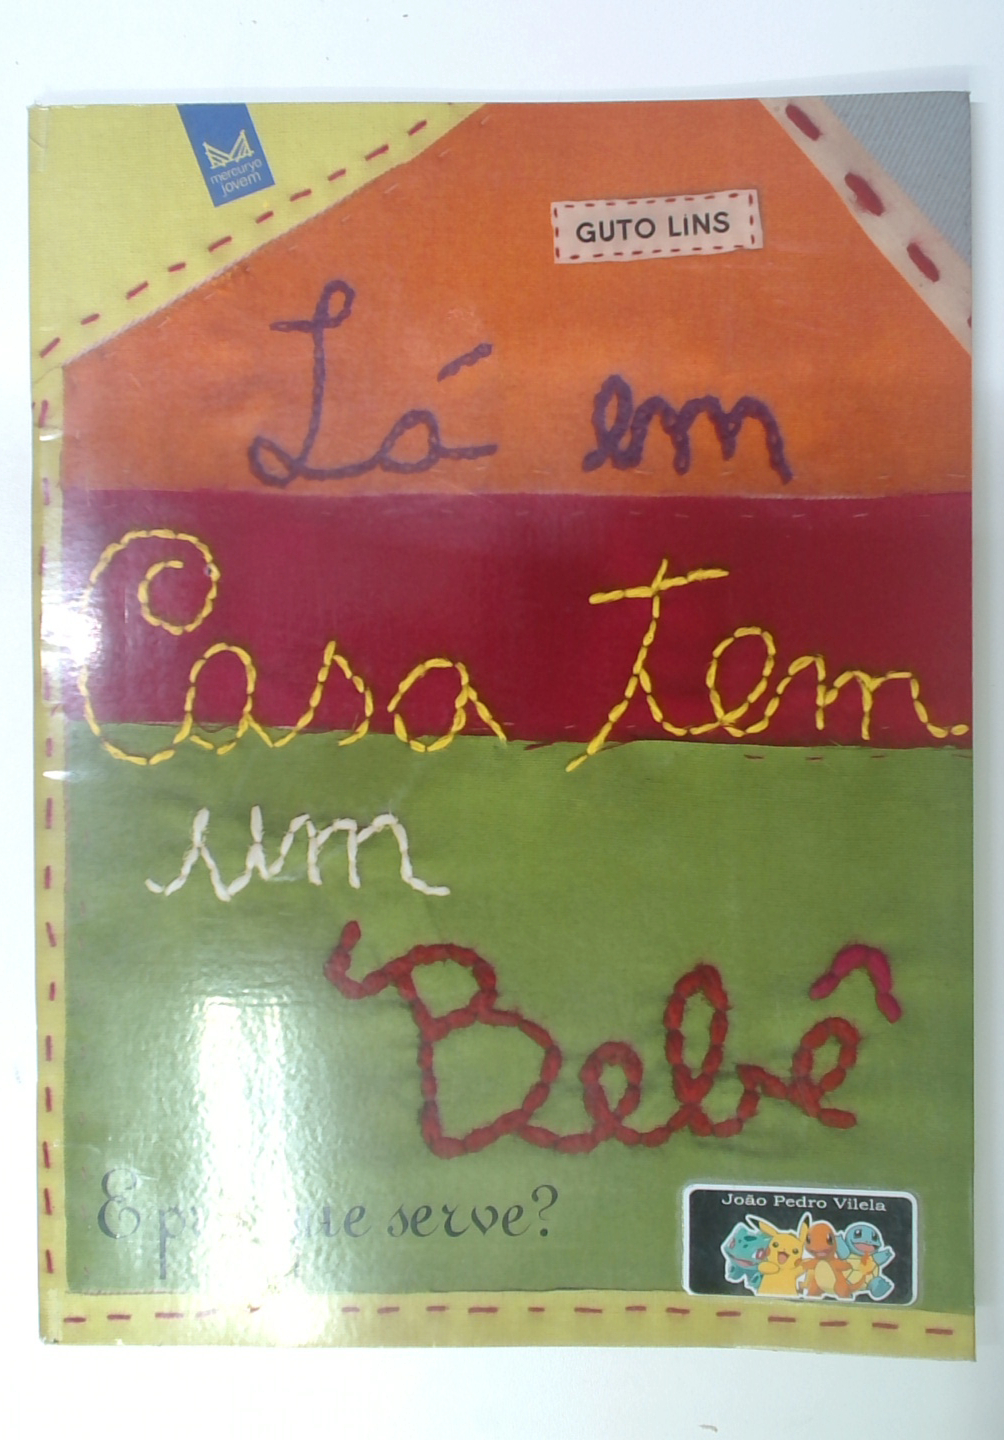 mercuryo
jovem
GUTO LINS
Lá em
Casa tem
um
Bebê
E serve?
João Pedro Vilela